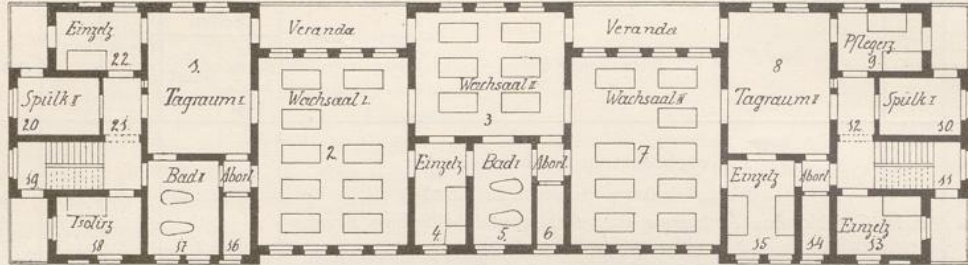 Einzelz
22
1.
Tagraum I.
Veranda
Wachsaal I.
2
Wachsaal II
3
Veranda
Wachsaal III
7
8
Tagraum II
Pflegerz
9
Spülk II
20
21
12
Spülk I
10
19
11
Isolirz
18
Bad II
17
Abort
16
Einzelz
4.
Bad I
5.
Abort
6
Einzelz
15
Abort
14
Einzelz
13